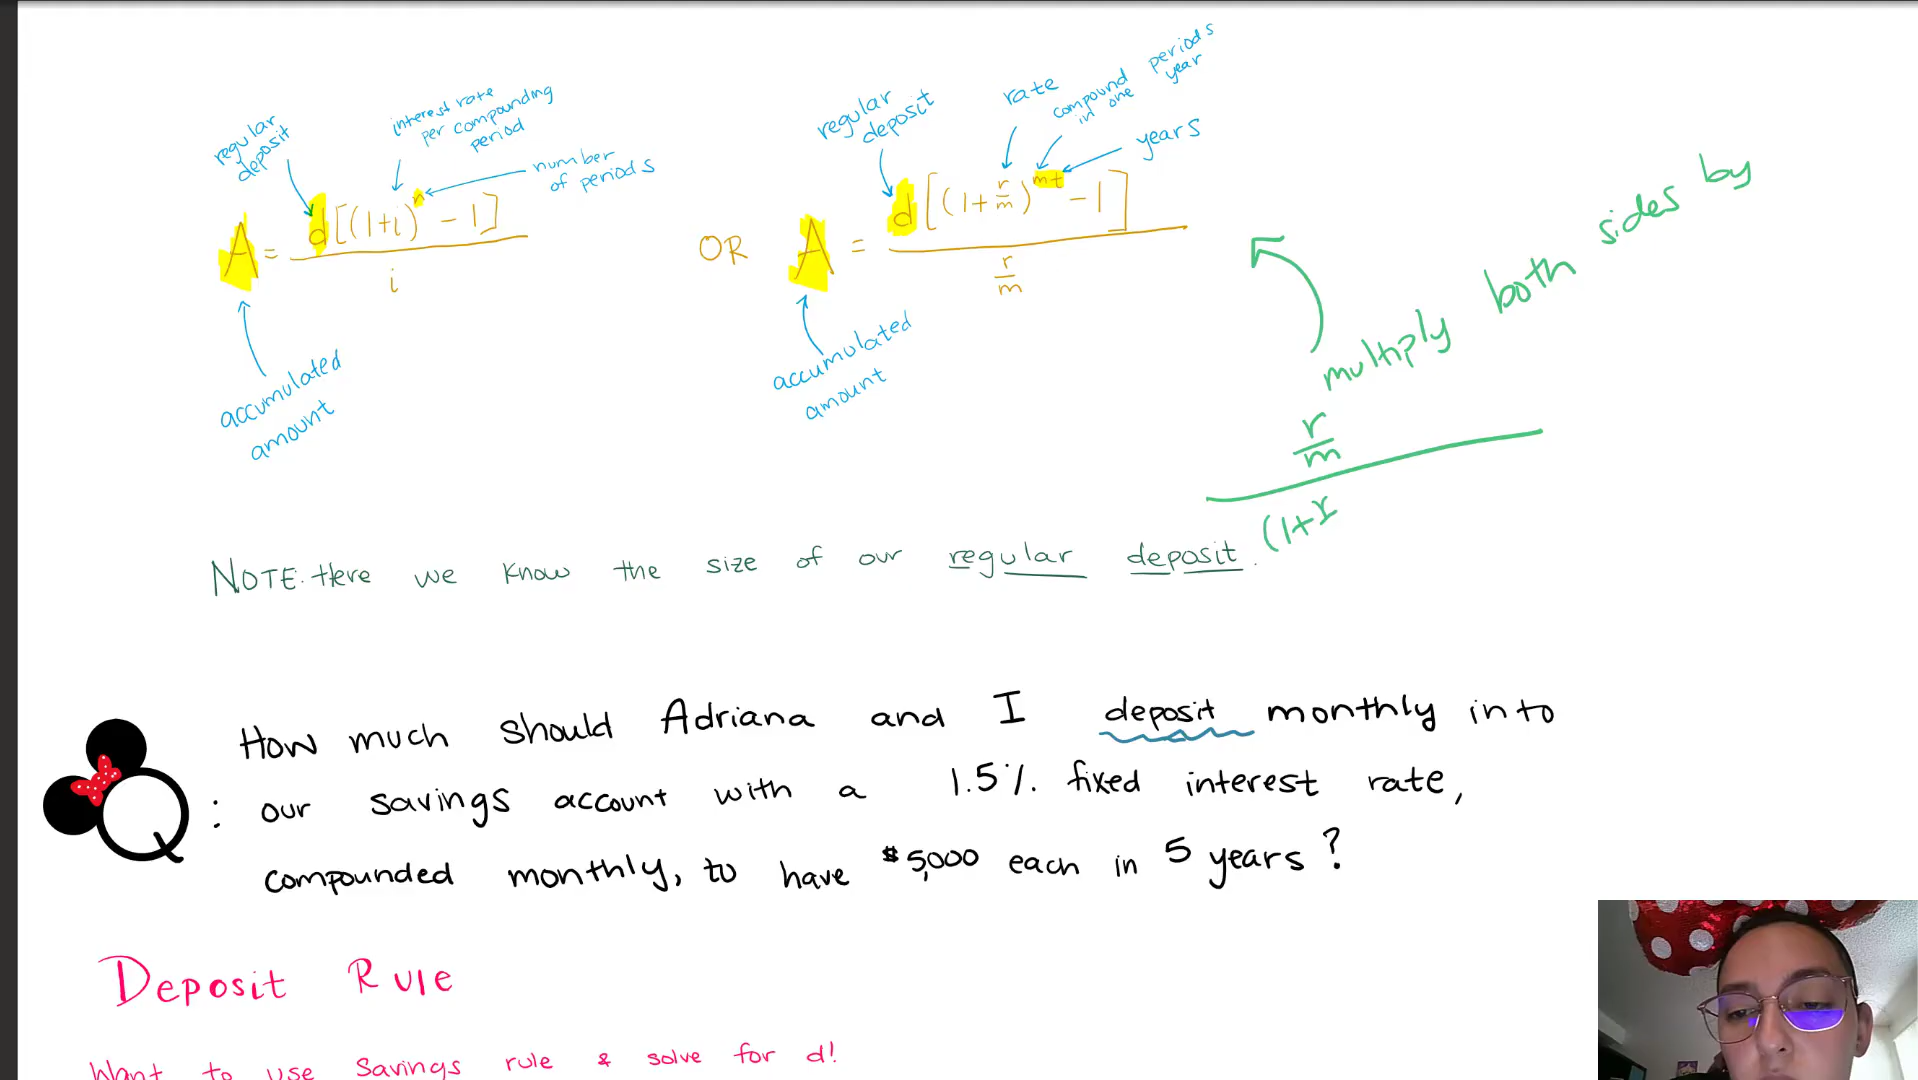 regular
deposit
interest rate
per compounding
period
number
of periods
A = d[(1+i)^n - 1] / i
accumulated
amount
OR
regular
deposit
rate
compound periods
in one year
years
A = d[(1+r/m)^mt - 1] / r/m
accumulated
amount
multiply both sides by
r/m
(1+r
NOTE: Here we know the size of our regular deposit.
Q: How much should Adriana and I deposit monthly into
our savings account with a 1.5% fixed interest rate,
compounded monthly, to have $5,000 each in 5 years?
Deposit Rule
Want to use savings rule & solve for d!